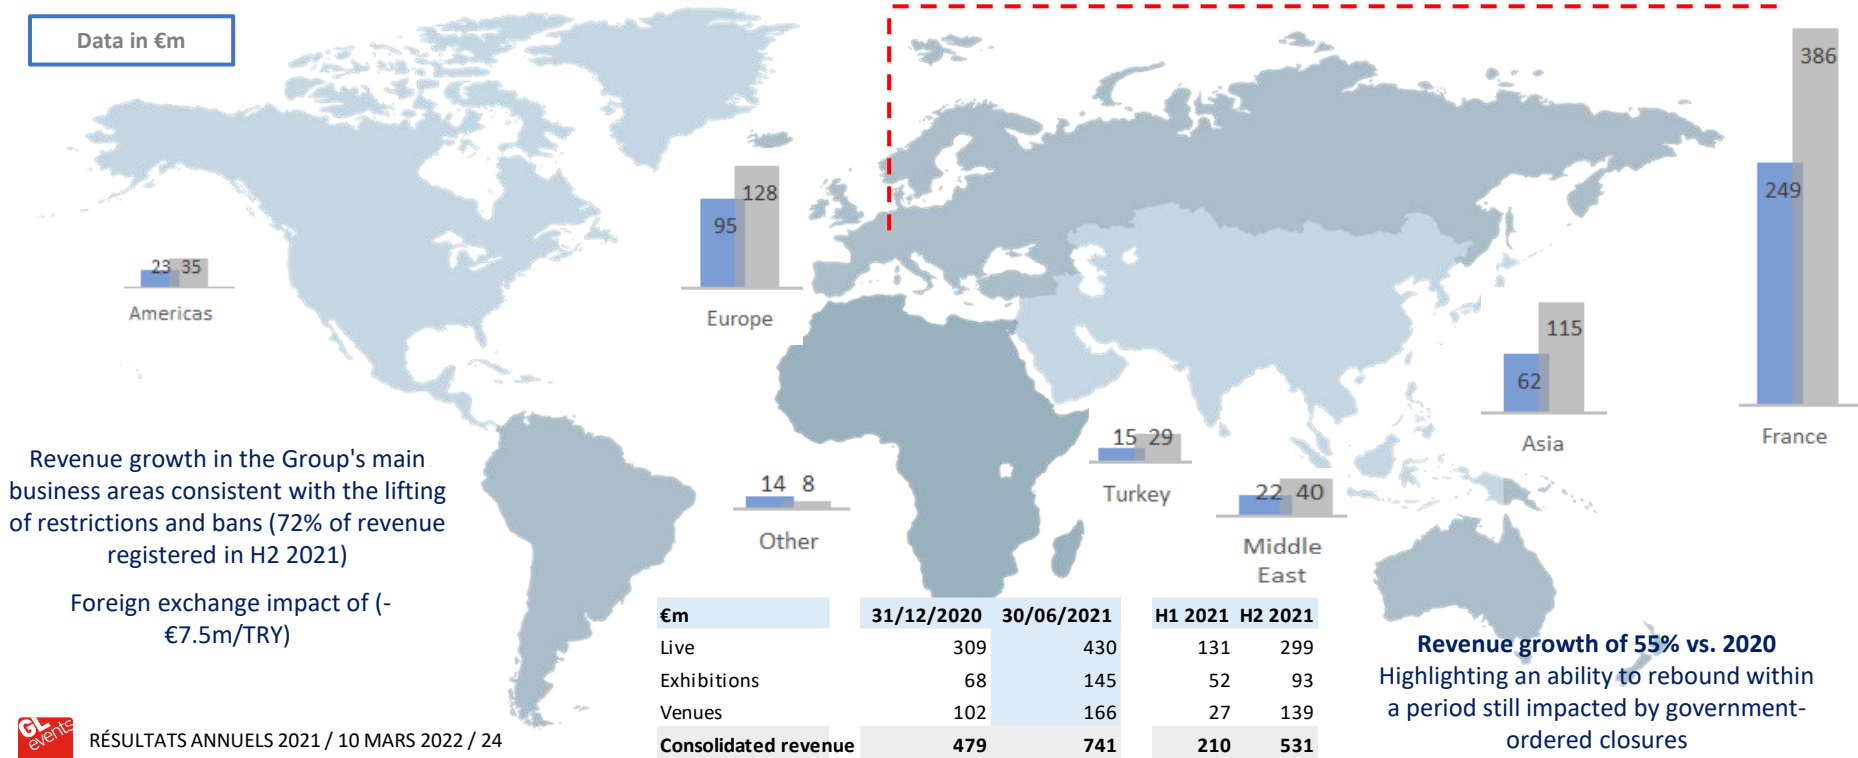 Data in €m
386
249
France
128
95
Europe
23 35
Americas
115
62
Asia
15 29
Turkey
14 8
Other
22 40
Middle
East
Revenue growth in the Group's main
business areas consistent with the lifting
of restrictions and bans (72% of revenue
registered in H2 2021)
Foreign exchange impact of (-
€7.5m/TRY)
€m 31/12/2020 30/06/2021 H1 2021 H2 2021
Live 309 430 131 299
Exhibitions 68 145 52 93
Venues 102 166 27 139
Consolidated revenue 479 741 210 531
Revenue growth of 55% vs. 2020
Highlighting an ability to rebound within
a period still impacted by government-
ordered closures
GL
events
RÉSULTATS ANNUELS 2021 / 10 MARS 2022 / 24